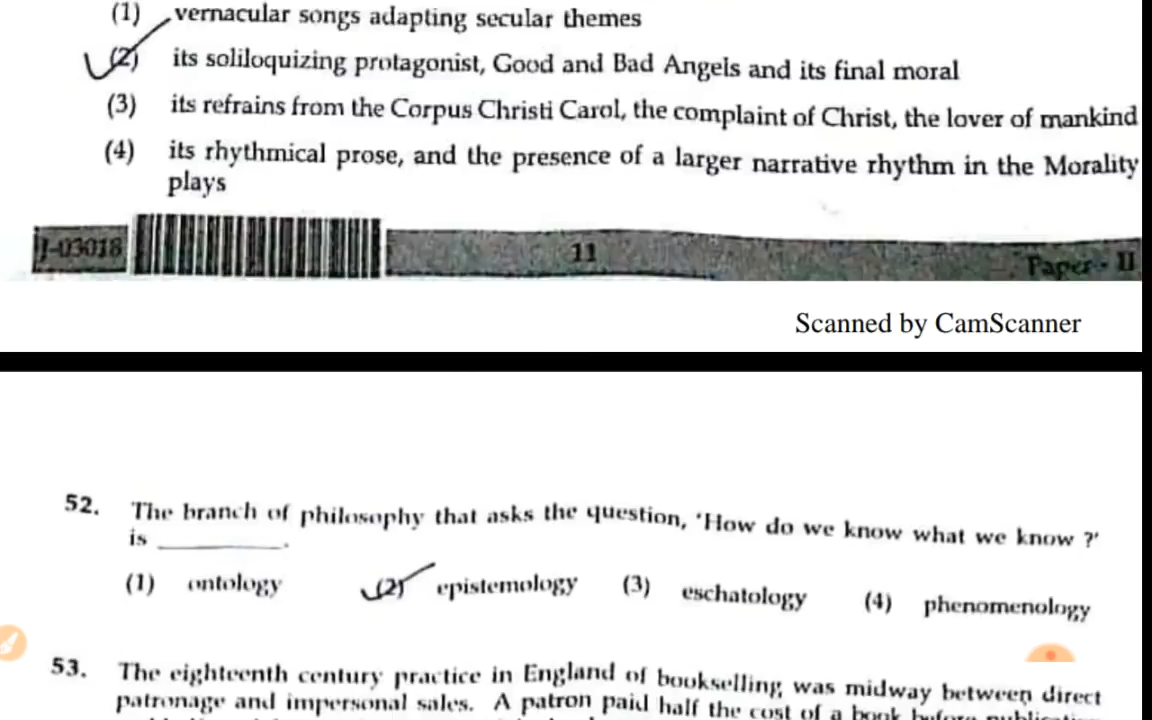 (1) vernacular songs adapting secular themes
(2) its soliloquizing protagonist, Good and Bad Angels and its final moral
(3) its refrains from the Corpus Christi Carol, the complaint of Christ, the lover of mankind
(4) its rhythmical prose, and the presence of a larger narrative rhythm in the Morality
plays
J-03018 11 Paper - II
Scanned by CamScanner
52. The branch of philosophy that asks the question, 'How do we know what we know ?'
is ________.
(1) ontology (2) epistemology (3) eschatology (4) phenomenology
53. The eighteenth century practice in England of bookselling was midway between direct
patronage and impersonal sales. A patron paid half the cost of a book before